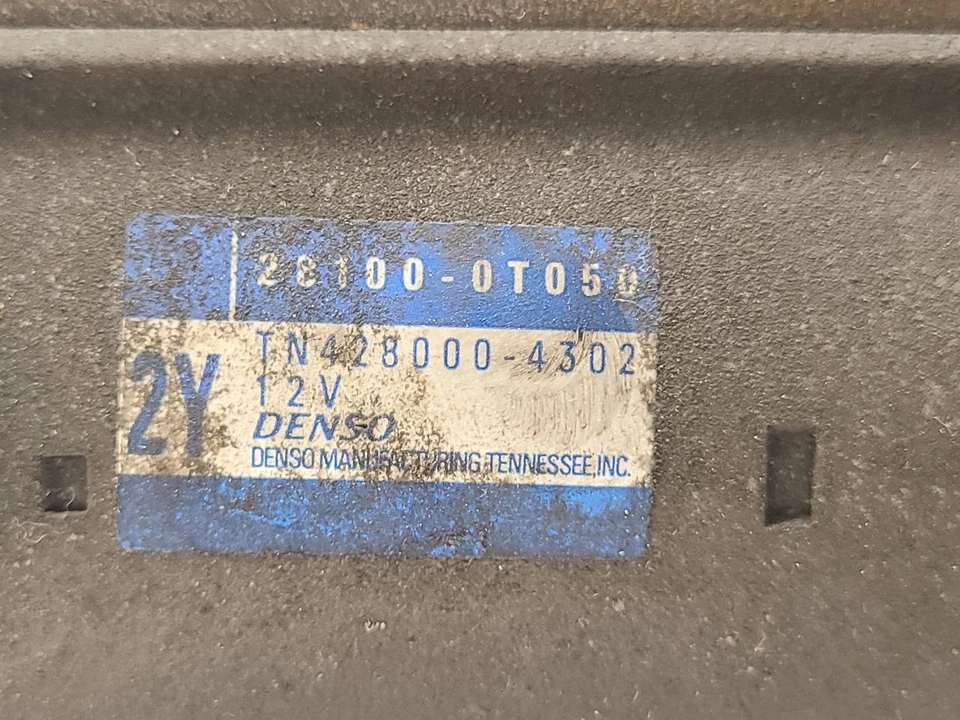 28100-0T050
TN428000-4302
12V
2Y
DENSO
DENSO MANUFACTURING TENNESSEE,INC.